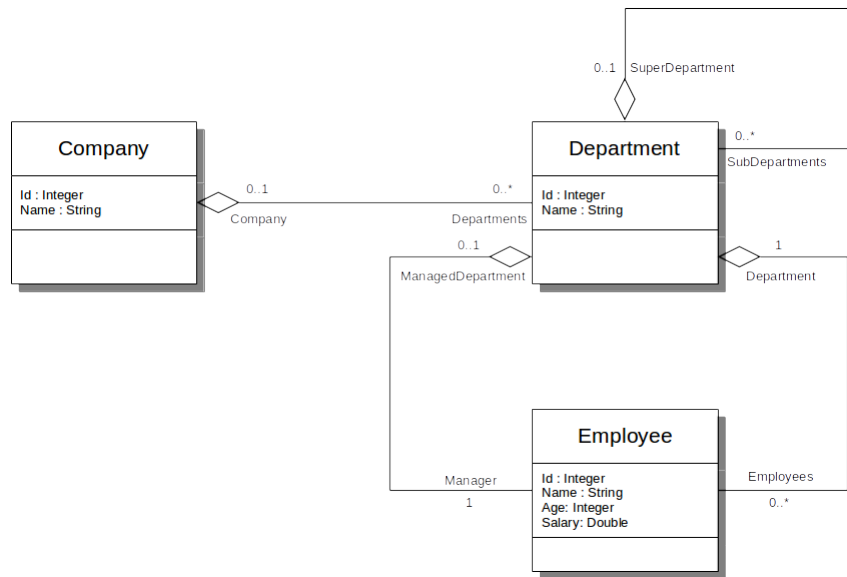 0..1
SuperDepartment
Company
Id : Integer
Name : String
0..1
Company
0..*
Departments
Department
Id : Integer
Name : String
0..*
SubDepartments
0..1
ManagedDepartment
1
Department
Employee
Id : Integer
Name : String
Age: Integer
Salary: Double
Manager
1
Employees
0..*